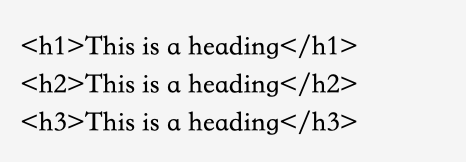 <h1>This is a heading</h1>
<h2>This is a heading</h2>
<h3>This is a heading</h3>